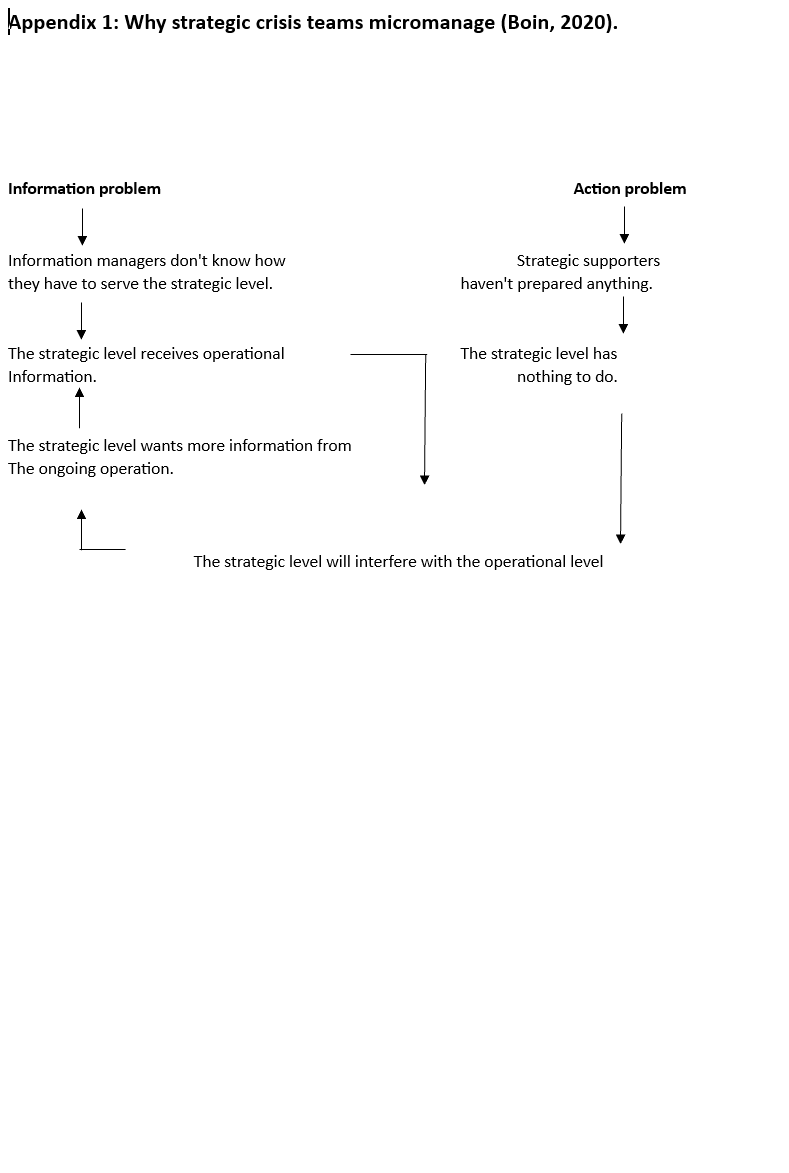 Appendix 1: Why strategic crisis teams micromanage (Boin, 2020).
Information problem
Action problem
Information managers don't know how
they have to serve the strategic level.
Strategic supporters
haven't prepared anything.
The strategic level receives operational
Information.
The strategic level has
nothing to do.
The strategic level wants more information from
The ongoing operation.
The strategic level will interfere with the operational level